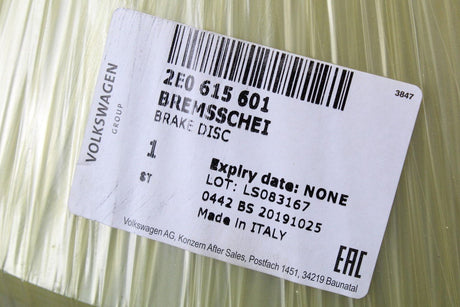 3847
VOLKSWAGEN
GROUP
2E0 615 601
BREMSSCHEI
BRAKE DISC
1
ST
Expiry date: NONE
LOT: LS083167
0442 BS 20191025
Made in ITALY
Volkswagen AG, Konzern After Sales, Postfach 1451, 34219 Baunatal
EAC